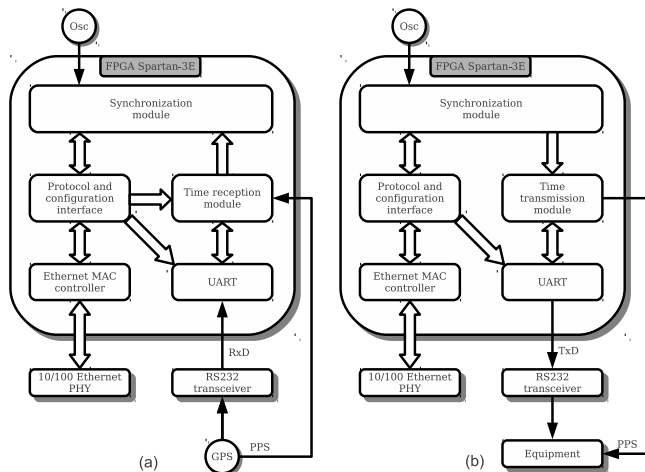 Osc
FPGA Spartan-3E
Synchronization
module
Protocol and
configuration
interface
Time reception
module
Ethernet MAC
controller
UART
RxD
10/100 Ethernet
PHY
RS232
transceiver
GPS
PPS
(a)
Osc
FPGA Spartan-3E
Synchronization
module
Protocol and
configuration
interface
Time
transmission
module
Ethernet MAC
controller
UART
TxD
10/100 Ethernet
PHY
RS232
transceiver
Equipment
PPS
(b)